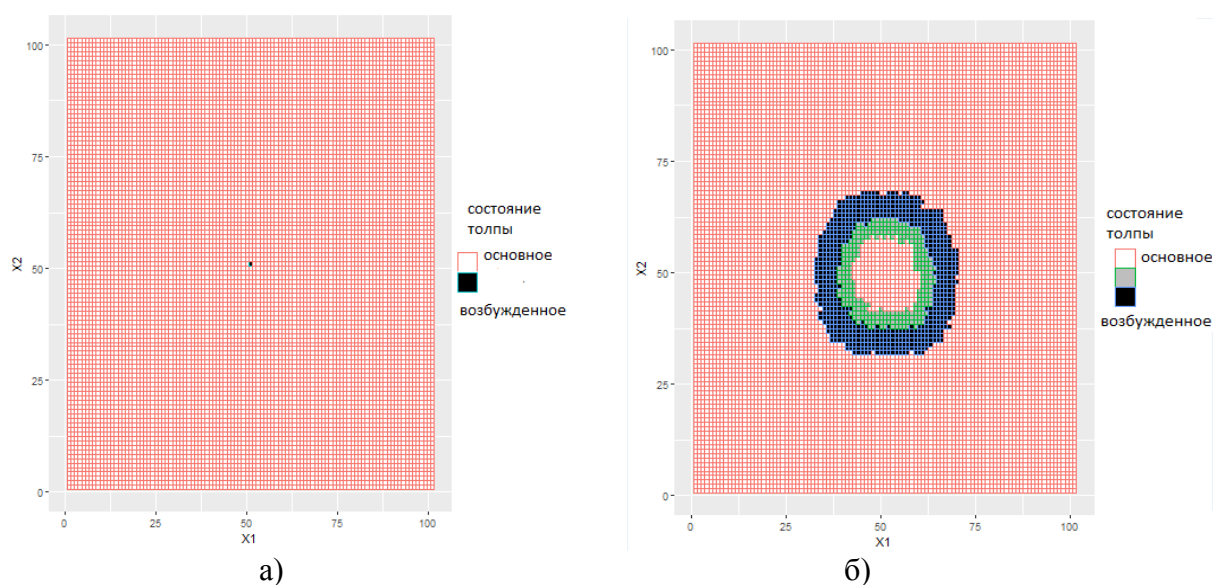 100
75
50
25
0
X2
0
25
50
75
100
X1
состояние
толпы
основное
возбужденное
а)
100
75
50
25
0
X2
0
25
50
75
100
X1
состояние
толпы
основное
возбужденное
б)